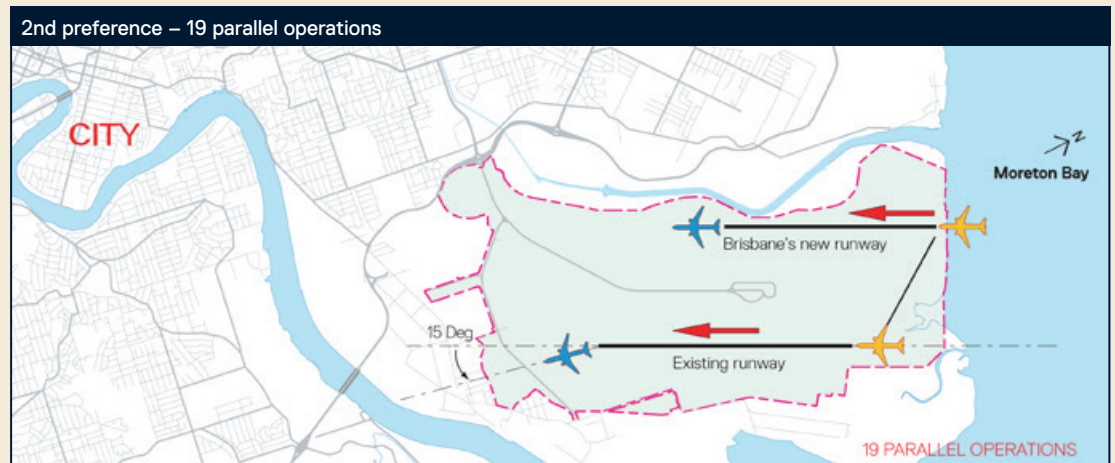 2nd preference – 19 parallel operations
CITY
N
Moreton Bay
Brisbane's new runway
15 Deg
Existing runway
19 PARALLEL OPERATIONS